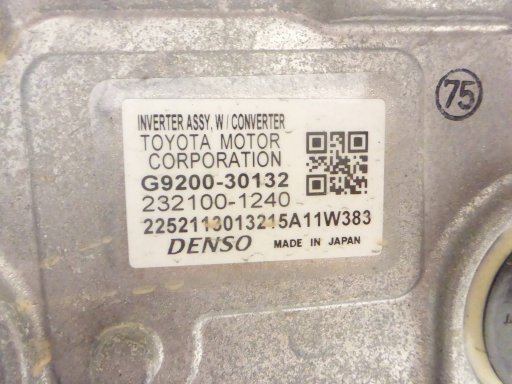 INVERTER ASSY, W/CONVERTER
TOYOTA MOTOR
CORPORATION
G9200-30132
232100-1240
2252113013215A11W383
DENSO MADE IN JAPAN
75